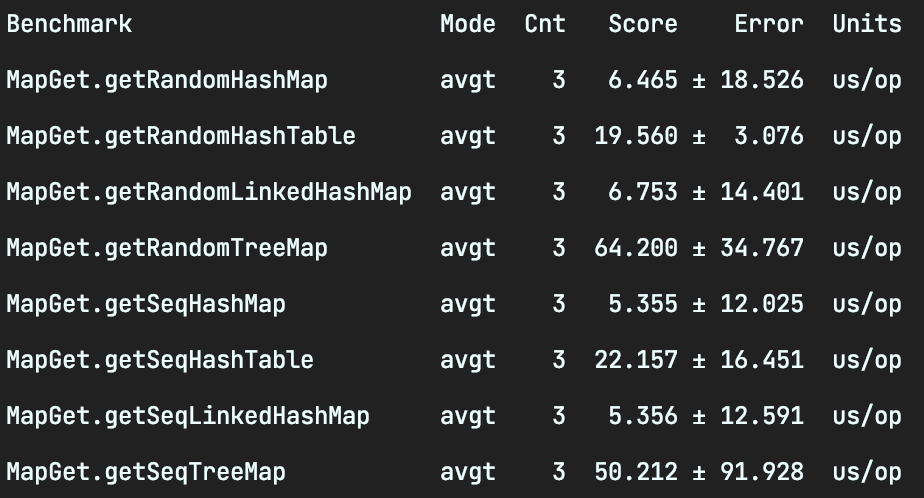 Benchmark                      Mode  Cnt   Score    Error  Units
MapGet.getRandomHashMap        avgt    3   6.465 ± 18.526  us/op
MapGet.getRandomHashTable      avgt    3  19.560 ±  3.076  us/op
MapGet.getRandomLinkedHashMap  avgt    3   6.753 ± 14.401  us/op
MapGet.getRandomTreeMap        avgt    3  64.200 ± 34.767  us/op
MapGet.getSeqHashMap           avgt    3   5.355 ± 12.025  us/op
MapGet.getSeqHashTable         avgt    3  22.157 ± 16.451  us/op
MapGet.getSeqLinkedHashMap     avgt    3   5.356 ± 12.591  us/op
MapGet.getSeqTreeMap           avgt    3  50.212 ± 91.928  us/op